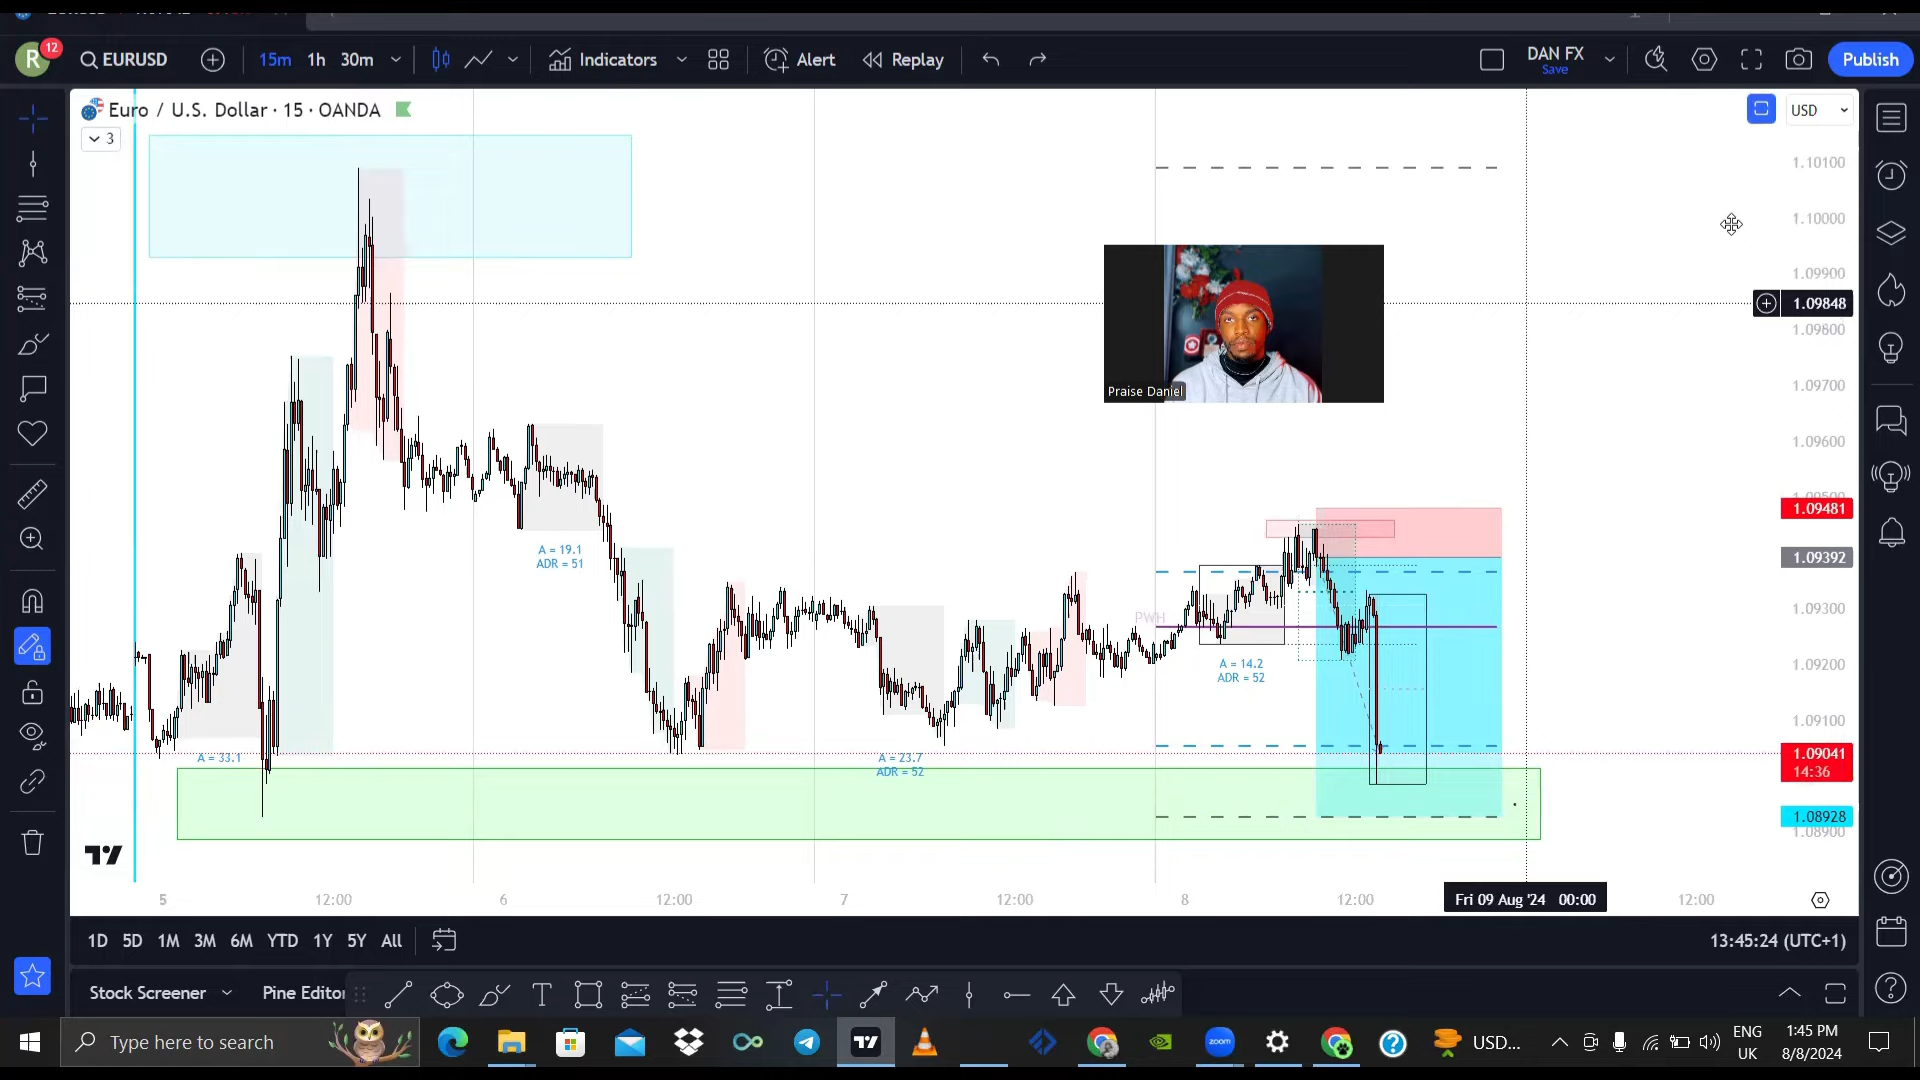 R
12
EURUSD
15m
1h
30m
Indicators
Alert
Replay
DAN FX
Save
Publish
Euro / U.S. Dollar · 15 · OANDA
3
USD
1.10100
1.10000
1.09900
1.09848
1.09800
1.09700
1.09600
1.09500
1.09481
1.09392
1.09300
1.09200
1.09100
1.09041
14:36
1.08928
1.08900
Praise Daniel
A = 19.1
ADR = 51
PWH
A = 14.2
ADR = 52
A = 33.1
A = 23.7
ADR = 52
5
12:00
6
12:00
7
12:00
8
12:00
Fri 09 Aug '24 00:00
12:00
1D
5D
1M
3M
6M
YTD
1Y
5Y
All
13:45:24 (UTC+1)
Stock Screener
Pine Editor
Type here to search
zoom
USD...
ENG
UK
1:45 PM
8/8/2024